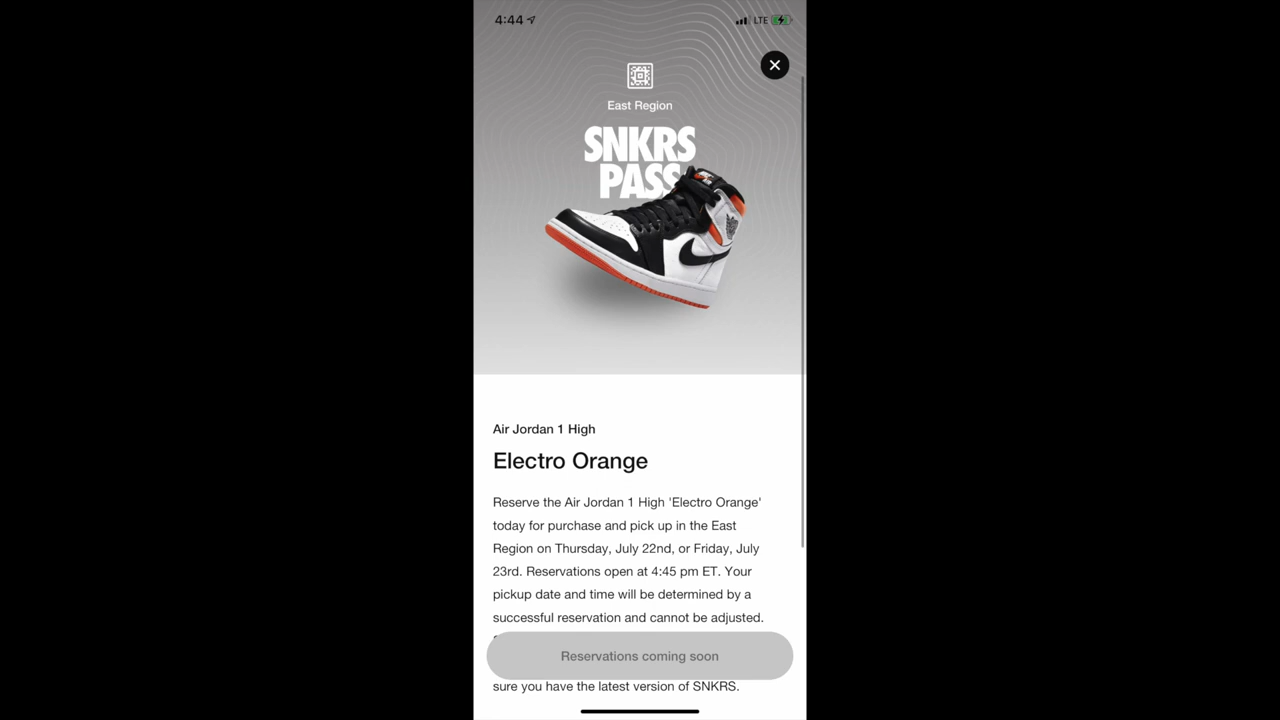 4:44
LTE
East Region
SNKRS
PASS
Air Jordan 1 High
Electro Orange
Reserve the Air Jordan 1 High 'Electro Orange'
today for purchase and pick up in the East
Region on Thursday, July 22nd, or Friday, July
23rd. Reservations open at 4:45 pm ET. Your
pickup date and time will be determined by a
successful reservation and cannot be adjusted.
Reservations coming soon
sure you have the latest version of SNKRS.